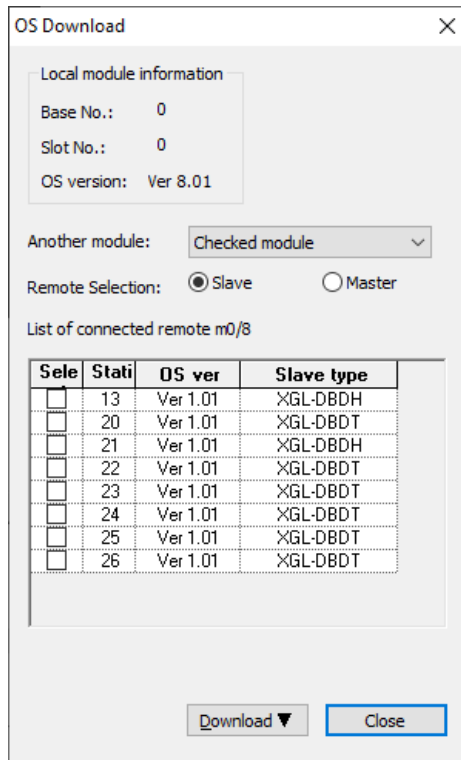 OS Download
Local module information
Base No.: 0
Slot No.: 0
OS version: Ver 8.01
Another module: Checked module
Remote Selection: Slave Master
List of connected remote m0/8
Sele Stati OS ver Slave type
13 Ver 1.01 XGL-DBDH
20 Ver 1.01 XGL-DBDT
21 Ver 1.01 XGL-DBDH
22 Ver 1.01 XGL-DBDT
23 Ver 1.01 XGL-DBDT
24 Ver 1.01 XGL-DBDT
25 Ver 1.01 XGL-DBDT
26 Ver 1.01 XGL-DBDT
Download ▼ Close